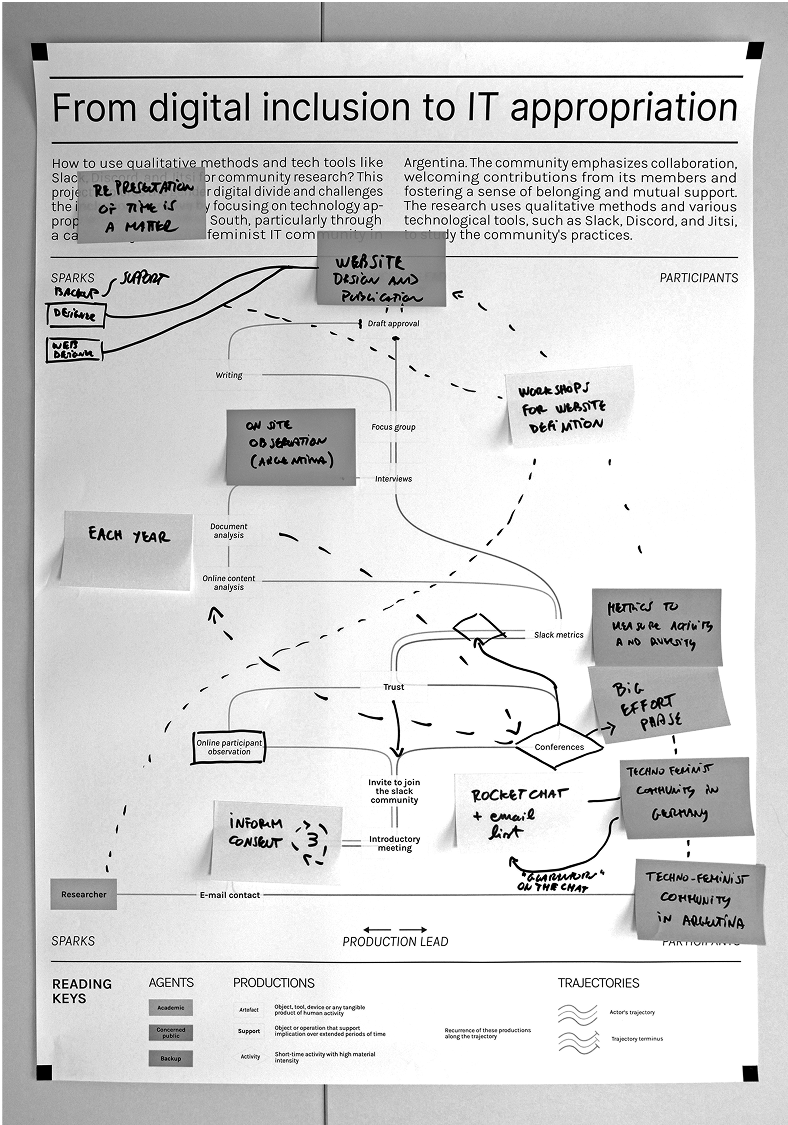 From digital inclusion to IT appropriation
How to use qualitative methods and tech tools like
Slack, Discord, and Jitsi for community research? This
proje der digital divide and challenges
the in by focusing on technology ap-
prop South, particularly through
a ca feminist IT community in
Argentina. The community emphasizes collaboration,
welcoming contributions from its members and
fostering a sense of belonging and mutual support.
The research uses qualitative methods and various
technological tools, such as Slack, Discord, and Jitsi,
to study the community's practices.
REPRESENTATION
OF TIME IS
A MATTER
SPARKS
PARTICIPANTS
SUPPORT
BACKUP
DESIGNER
WEB
DESIGNER
WEBSITE
DESIGN AND
PUBLICATION
Draft approval
Writing
WORKSHOPS
FOR WEBSITE
DEFINITION
Focus group
ON SITE
OBSERVATION
(ARGENTINA)
Interviews
EACH YEAR
Document
analysis
Online content
analysis
METRICS TO
MEASURE ACTIVITY
AND DIVERSITY
Slack metrics
Trust
BIG
EFFORT
PHASE
Online participant
observation
Conferences
Invite to join
the slack
community
TECHNO FEMINIST
COMMUNITY IN
GERMANY
ROCKET CHAT
+ email
list
INFORM
CONSENT 3
Introductory
meeting
ON THE CHAT
Researcher
E-mail contact
TECHNO-FEMINIST
COMMUNITY
IN ARGENTINA
SPARKS
PRODUCTION LEAD
PARTICIPANTS
READING
KEYS
AGENTS
Academic
Concerned
public
Backup
PRODUCTIONS
Artefact
Object, tool, device or any tangible
product of human activity
Support
Object or operation that support
implication over extended periods of time
Activity
Short-time activity with high material
intensity
Recurrence of these productions
along the trajectory
TRAJECTORIES
Actor's trajectory
Trajectory terminus